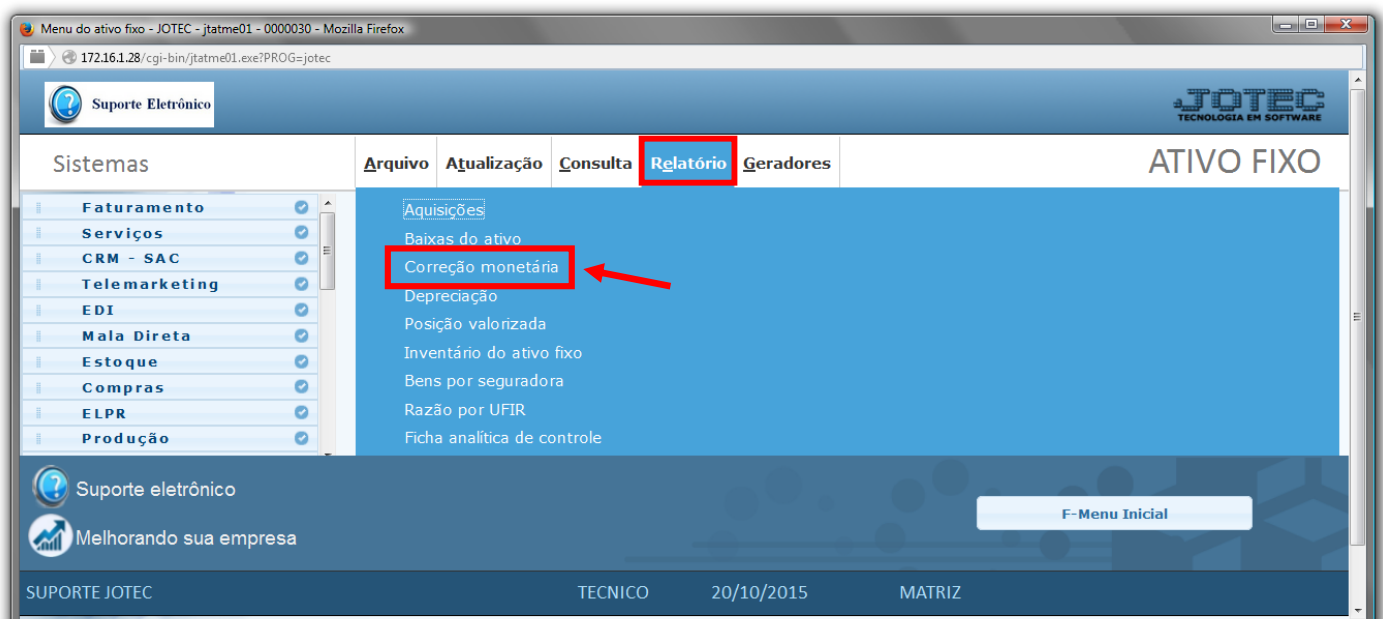 Menu do ativo fixo - JOTEC - jtatme01 - 0000030 - Mozilla Firefox
172.16.1.28/cgi-bin/jtatme01.exe?PROG=jotec
Suporte Eletrônico
JOTEC
TECNOLOGIA EM SOFTWARE
Sistemas
Arquivo Atualização Consulta Relatório Geradores
ATIVO FIXO
Faturamento
Serviços
CRM - SAC
Telemarketing
EDI
Mala Direta
Estoque
Compras
ELPR
Produção
Aquisições
Baixas do ativo
Correção monetária
Depreciação
Posição valorizada
Inventário do ativo fixo
Bens por seguradora
Razão por UFIR
Ficha analítica de controle
Suporte eletrônico
Melhorando sua empresa
F-Menu Inicial
SUPORTE JOTEC TECNICO 20/10/2015 MATRIZ